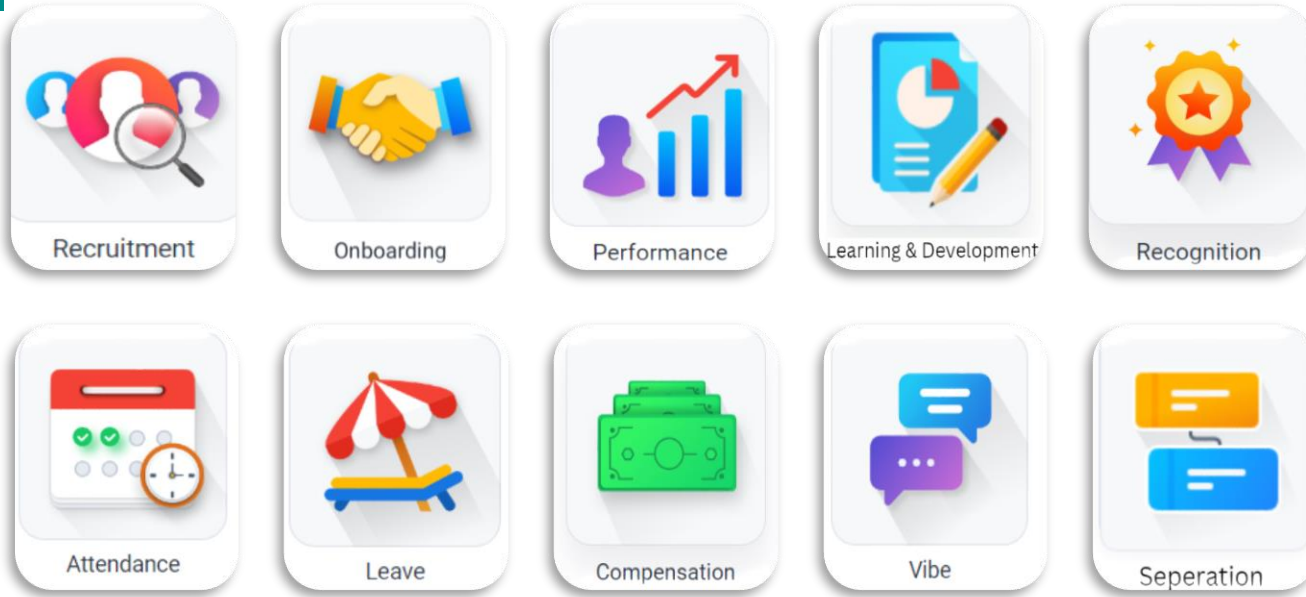 Recruitment
Onboarding
Performance
Learning & Development
Recognition
Attendance
Leave
Compensation
Vibe
Seperation